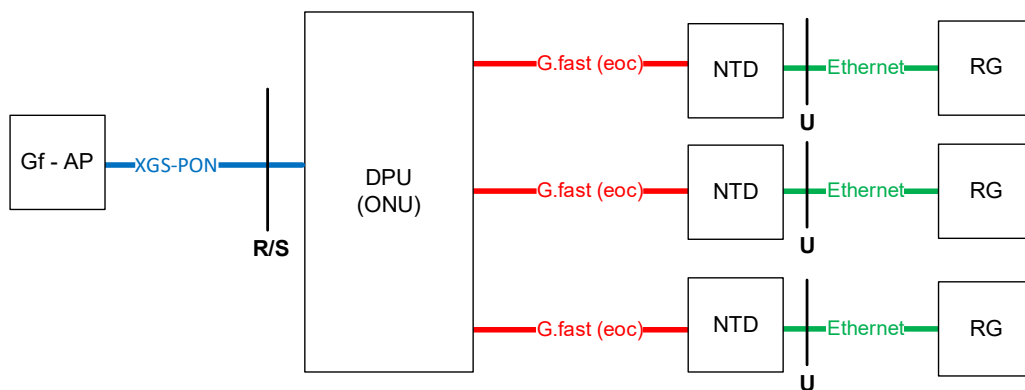 G.fast (eoc)
NTD
Ethernet
RG
U
Gf - AP
XGS-PON
R/S
DPU
(ONU)
G.fast (eoc)
NTD
Ethernet
RG
U
G.fast (eoc)
NTD
Ethernet
RG
U